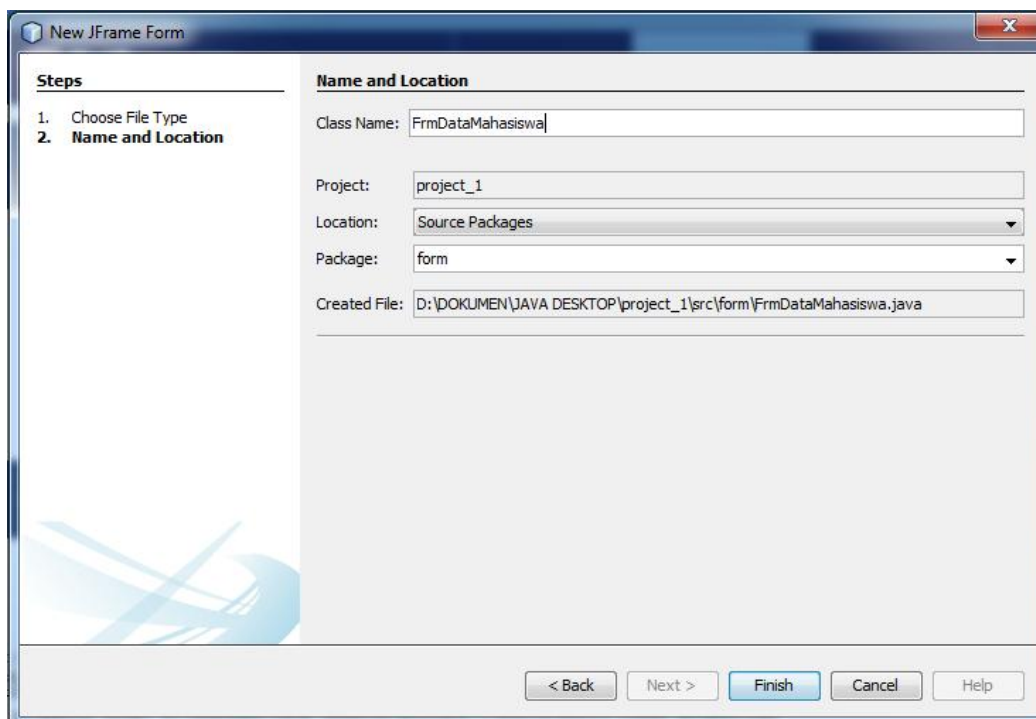 New JFrame Form
Steps
1. Choose File Type
2. Name and Location
Name and Location
Class Name: FrmDataMahasiswa
Project: project_1
Location: Source Packages
Package: form
Created File: D:\DOKUMEN\JAVA DESKTOP\project_1\src\form\FrmDataMahasiswa.java
< Back Next > Finish Cancel Help